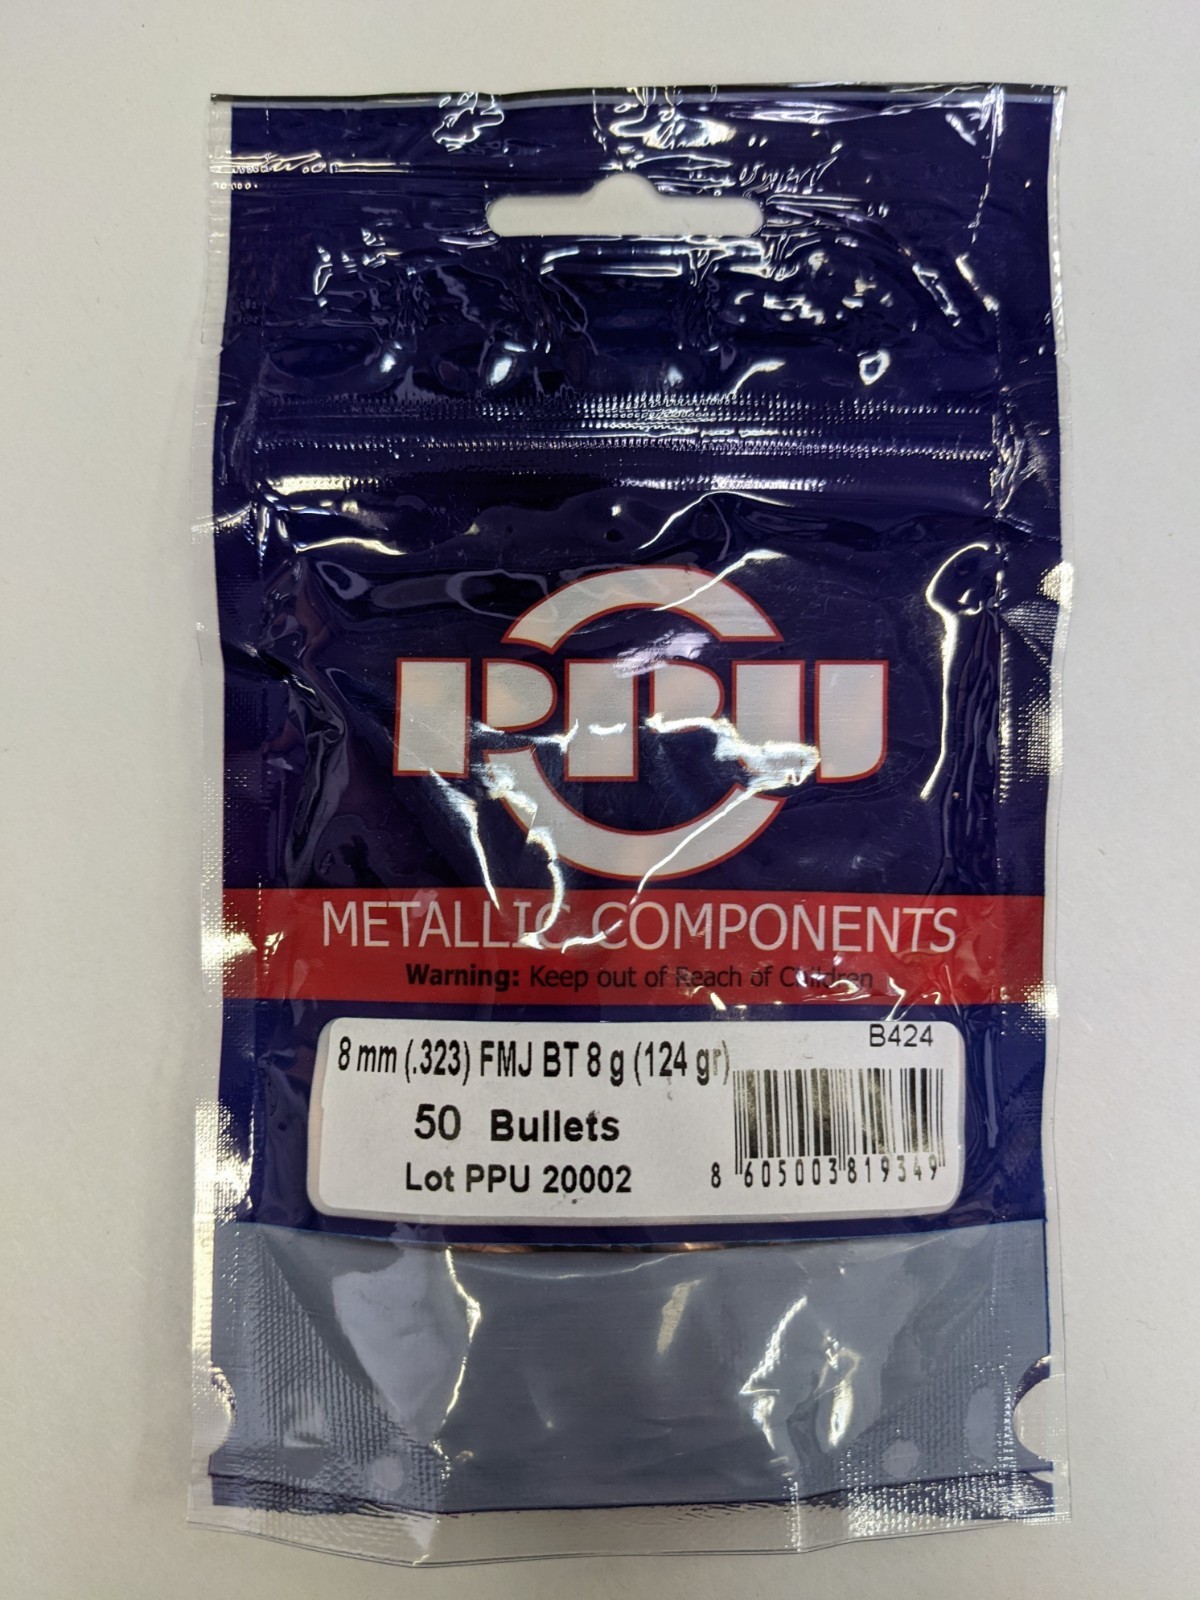 PPU
METALLIC COMPONENTS
Warning: Keep out of Reach of Children
B424
8 mm (.323) FMJ BT 8 g (124 gr)
50 Bullets
Lot PPU 20002
8 605003 819349